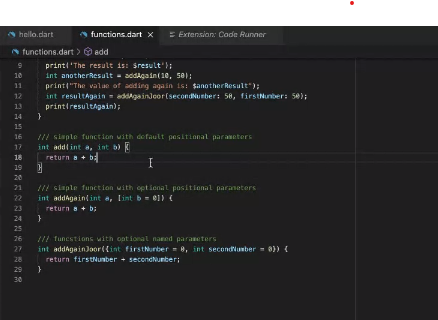 hello.dart functions.dart × Extension: Code Runner
functions.dart > add
9 print('The result is: $result');
10 int anotherResult = addAgain(10, 50);
11 print("The value of adding again is: $anotherResult");
12 int resultAgain = addAgainJoor(secondNumber: 50, firstNumber: 50);
13 print(resultAgain);
14 }
15
16 /// simple function with default positional parameters
17 int add(int a, int b) {
18 return a + b;
19 }
20
21 /// simple function with optional positional parameters
22 int addAgain(int a, [int b = 0]) {
23 return a + b;
24 }
25
26 /// funcstions with optional named parameters
27 int addAgainJoor({int firstNumber = 0, int secondNumber = 0}) {
28 return firstNumber + secondNumber;
29 }
30